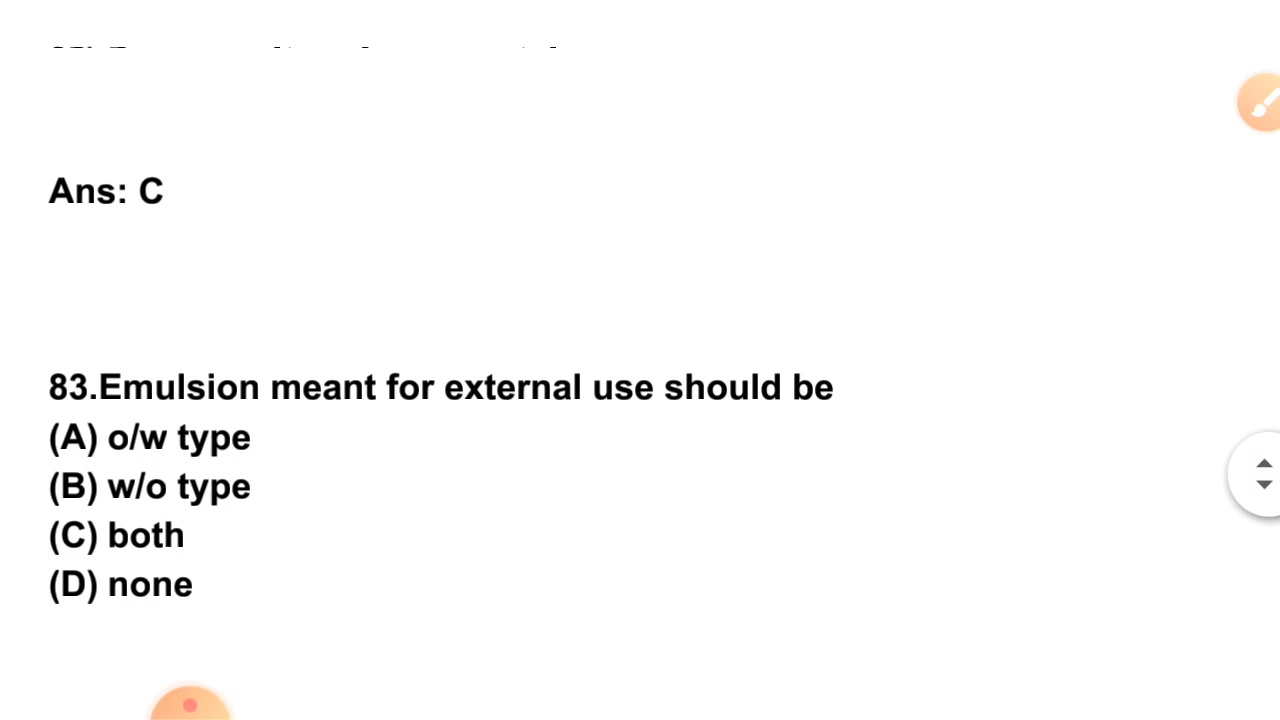 Ans: C
83.Emulsion meant for external use should be
(A) o/w type
(B) w/o type
(C) both
(D) none